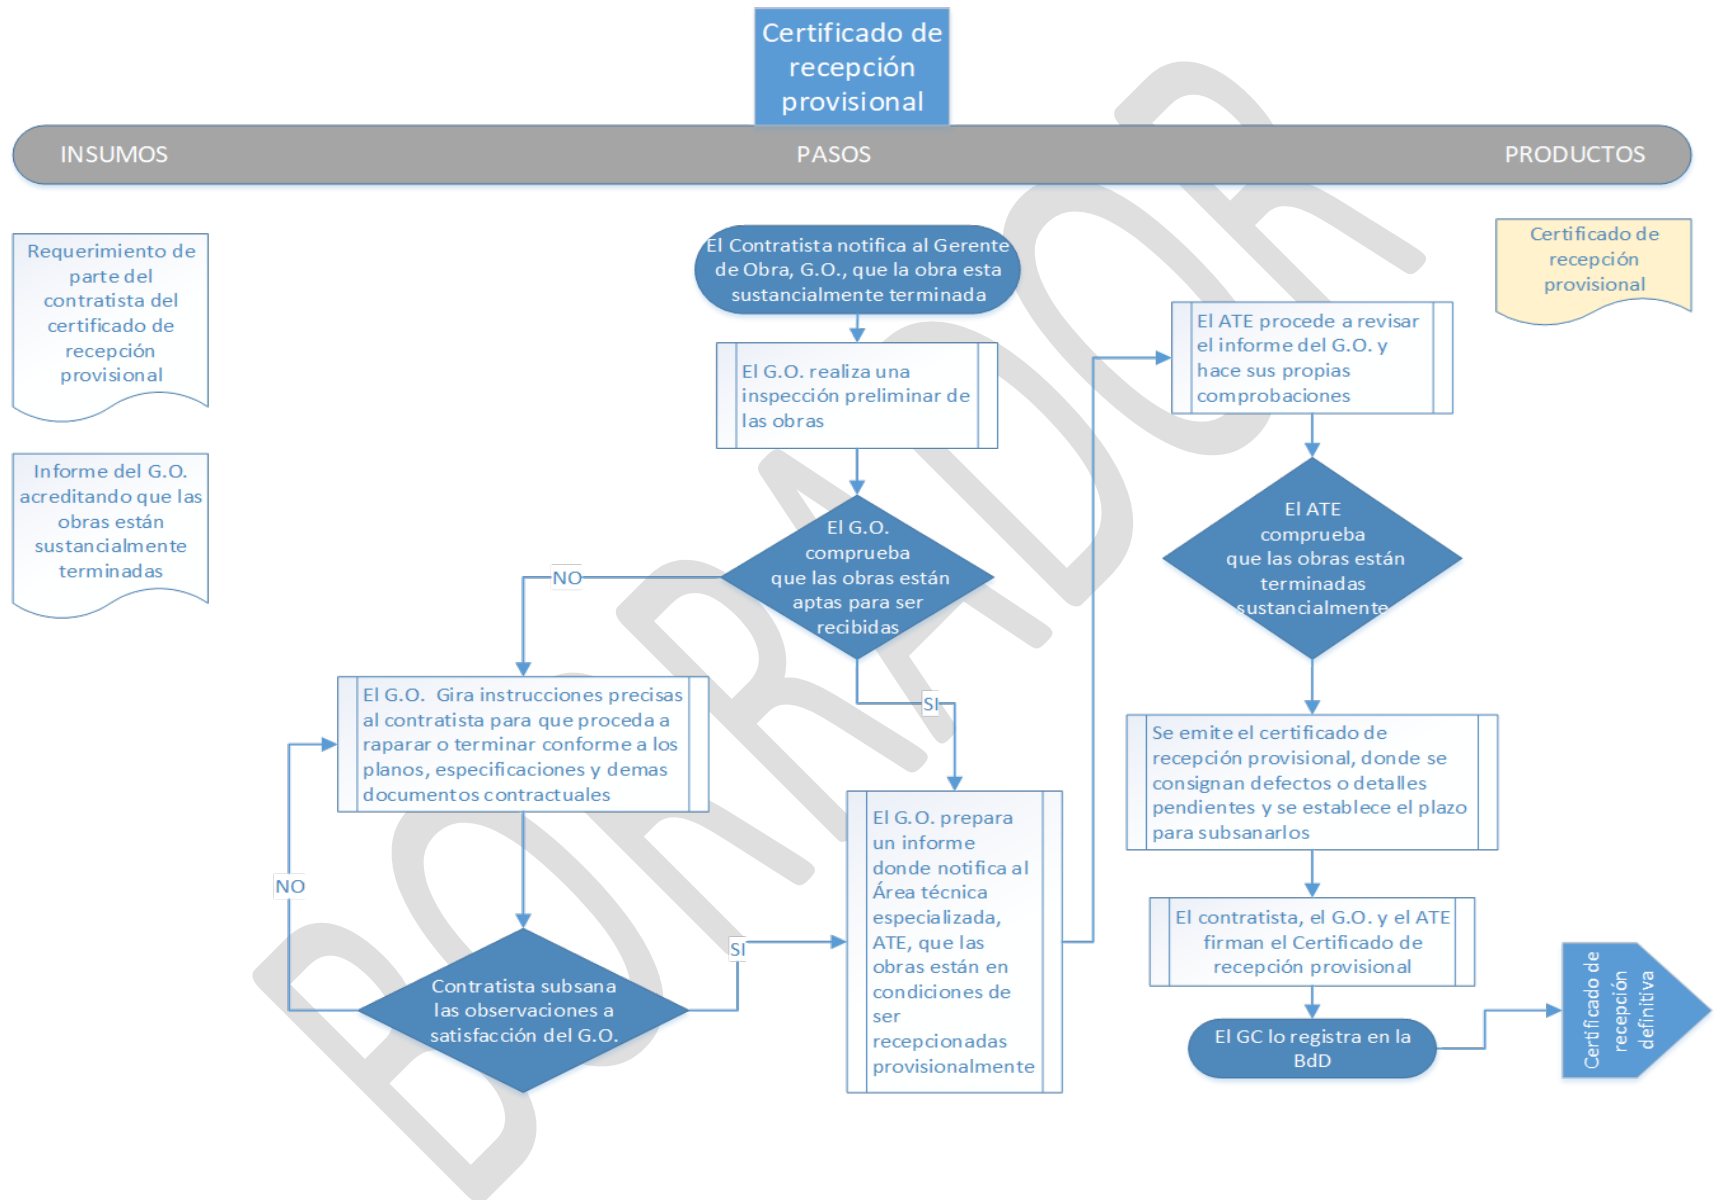 Certificado de
recepción
provisional
INSUMOS
PASOS
PRODUCTOS
Requerimiento de
parte del
contratista del
certificado de
recepción
provisional
Informe del G.O.
acreditando que las
obras están
sustancialmente
terminadas
El Contratista notifica al Gerente
de Obra, G.O., que la obra esta
sustancialmente terminada
El G.O. realiza una
inspección preliminar de
las obras
El G.O.
comprueba
que las obras están
aptas para ser
recibidas
NO
SI
El G.O. Gira instrucciones precisas
al contratista para que proceda a
raparar o terminar conforme a los
planos, especificaciones y demas
documentos contractuales
NO
Contratista subsana
las observaciones a
satisfacción del G.O.
SI
El G.O. prepara
un informe
donde notifica al
Área técnica
especializada,
ATE, que las
obras están en
condiciones de
ser
recepcionadas
provisionalmente
El ATE procede a revisar
el informe del G.O. y
hace sus propias
comprobaciones
El ATE
comprueba
que las obras están
terminadas
sustancialmente
Se emite el certificado de
recepción provisional, donde se
consignan defectos o detalles
pendientes y se establece el plazo
para subsanarlos
El contratista, el G.O. y el ATE
firman el Certificado de
recepción provisional
El GC lo registra en la
BdD
Certificado de
recepción
provisional
Certificado de
recepción
definitiva
BORRADOR